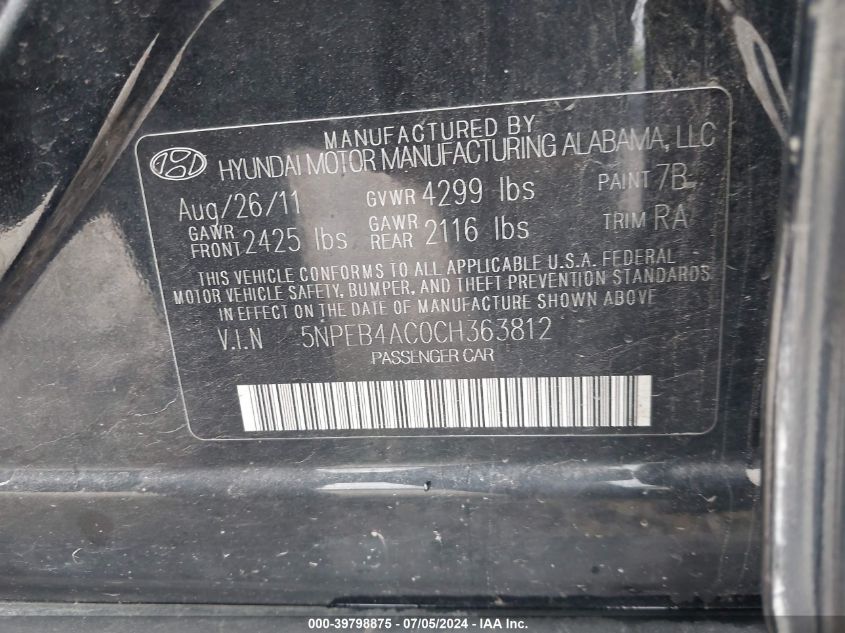 MANUFACTURED BY
HYUNDAI MOTOR MANUFACTURING ALABAMA, LLC
Aug/26/11 GVWR 4299 lbs PAINT 7B
GAWR FRONT 2425 lbs GAWR REAR 2116 lbs TRIM RA
THIS VEHICLE CONFORMS TO ALL APPLICABLE U.S.A. FEDERAL
MOTOR VEHICLE SAFETY, BUMPER, AND THEFT PREVENTION STANDARDS
IN EFFECT ON THE DATE OF MANUFACTURE SHOWN ABOVE
V.I.N 5NPEB4AC0CH363812
PASSENGER CAR
000-39798875 - 07/05/2024 - IAA Inc.